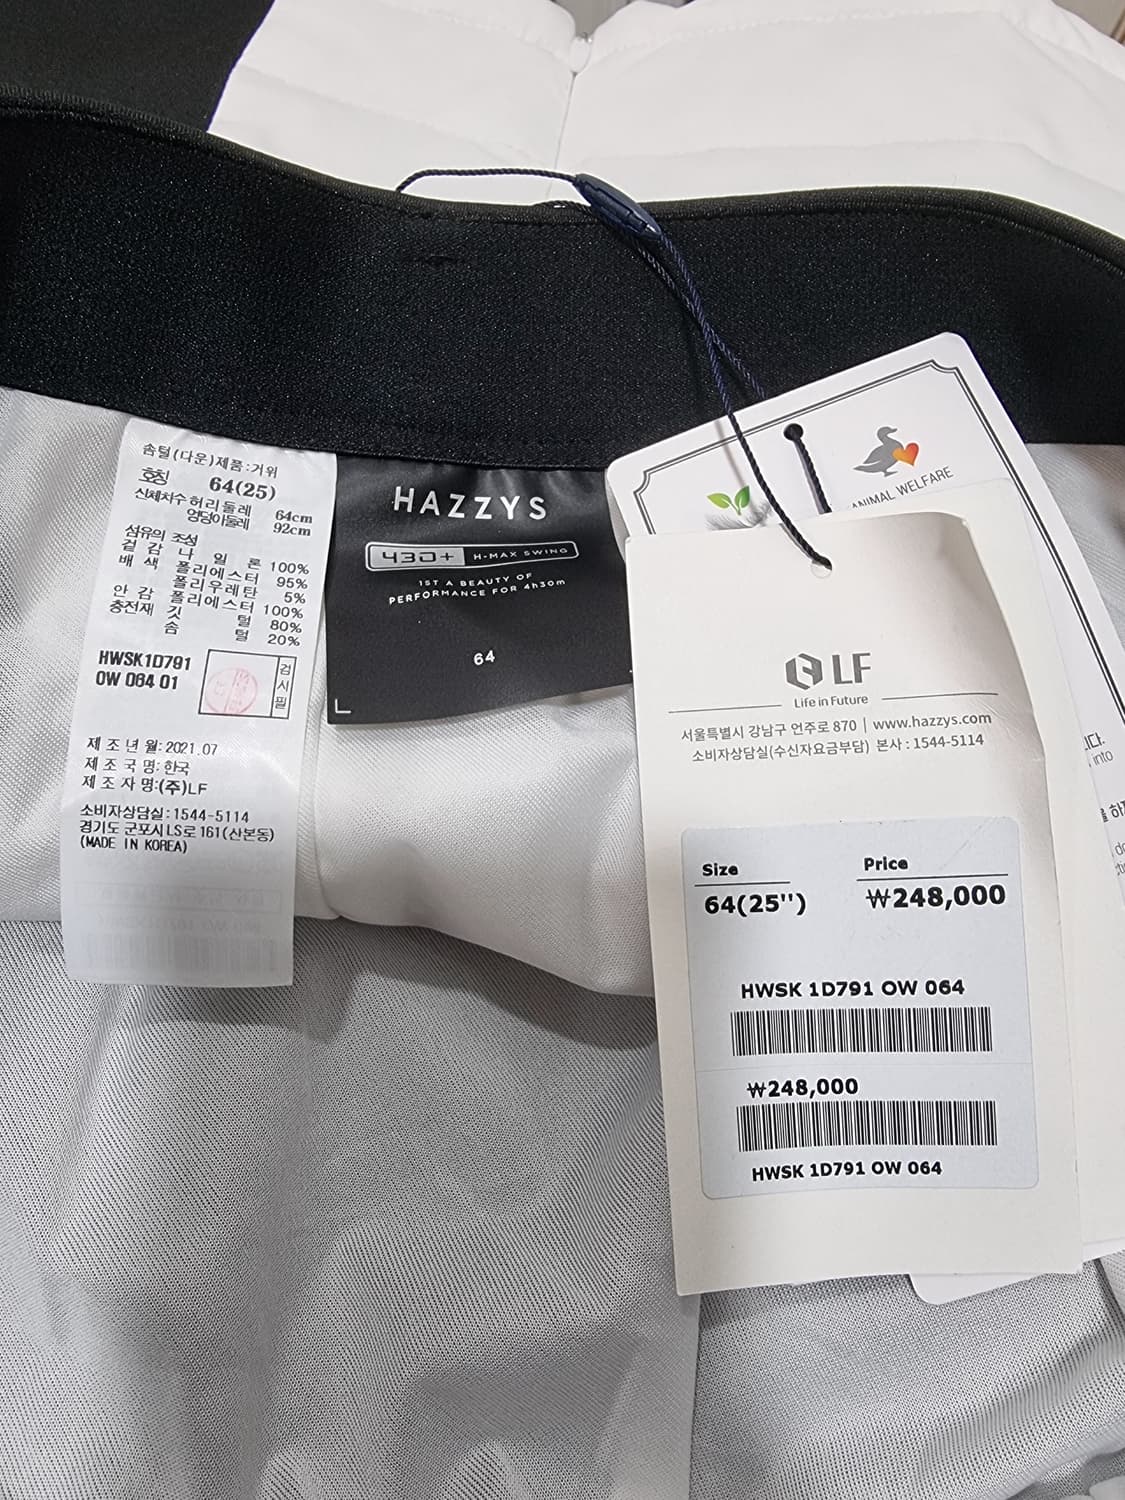 솜털(다운)제품:거위
호칭 64(25)
신체치수 허리둘레 64cm
엉덩이둘레 92cm
섬유의 조성
겉감 나일론 100%
배색 폴리에스터 95%
폴리우레탄 5%
안감 폴리에스터 100%
충전재 깃털 80%
솜털 20%
HWSK1D791
OW 064 01
검시필
제조년월:2021.07
제조국명:한국
제조자명:(주)LF
소비자상담실:1544-5114
경기도 군포시 LS로 161(산본동)
(MADE IN KOREA)
HAZZYS
430+ H-MAX SWING
1ST A BEAUTY OF
PERFORMANCE FOR 4h30m
64
ANIMAL WELFARE
LF
Life in Future
서울특별시 강남구 언주로 870 | www.hazzys.com
소비자상담실(수신자요금부담) 본사 : 1544-5114
Size Price
64(25'') ₩248,000
HWSK 1D791 OW 064
₩248,000
HWSK 1D791 OW 064
into